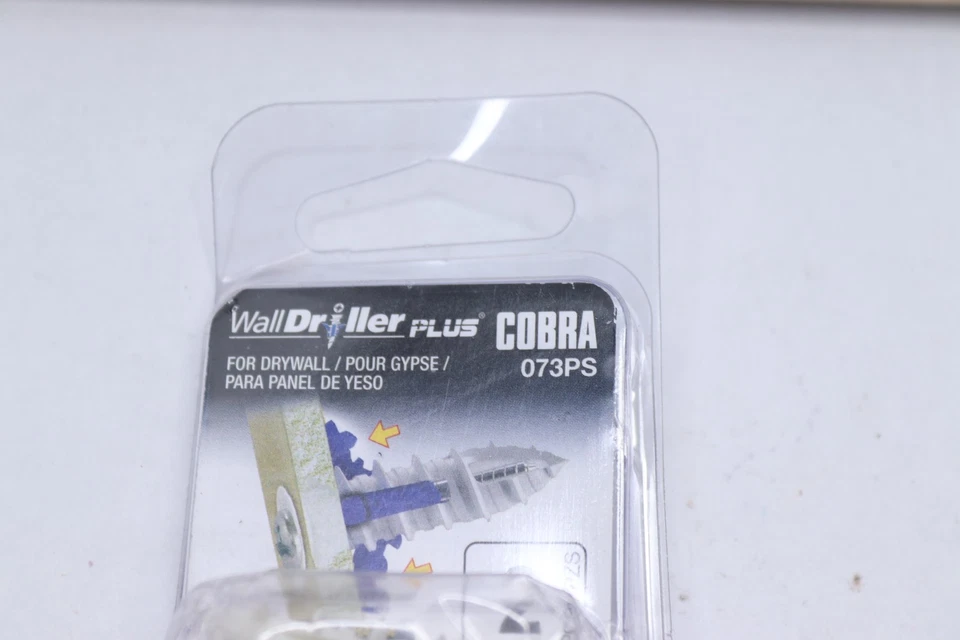 WallDriller PLUS® COBRA
073PS
FOR DRYWALL / POUR GYPSE /
PARA PANEL DE YESO